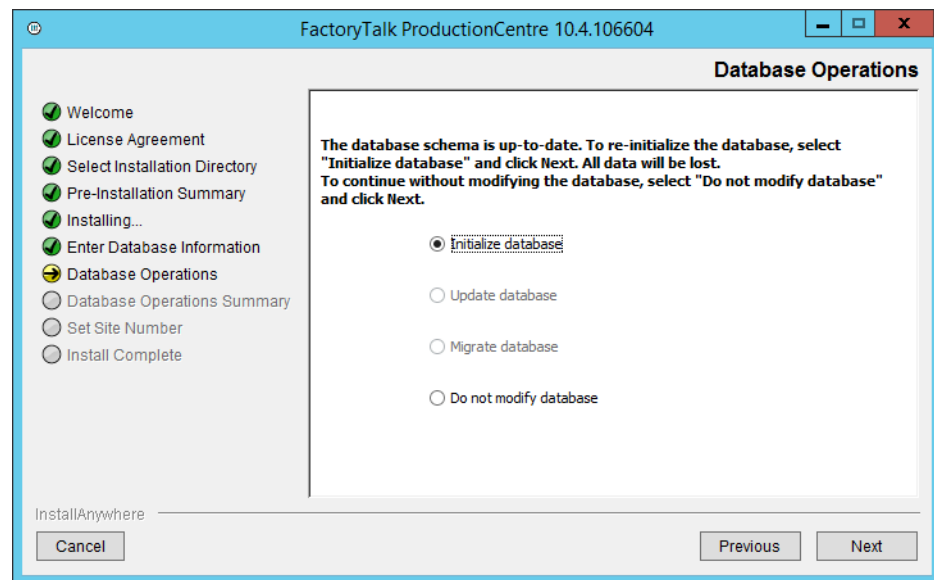 FactoryTalk ProductionCentre 10.4.106604
Database Operations
Welcome
License Agreement
Select Installation Directory
Pre-Installation Summary
Installing...
Enter Database Information
Database Operations
Database Operations Summary
Set Site Number
Install Complete
The database schema is up-to-date. To re-initialize the database, select
"Initialize database" and click Next. All data will be lost.
To continue without modifying the database, select "Do not modify database"
and click Next.
Initialize database
Update database
Migrate database
Do not modify database
InstallAnywhere
Cancel
Previous
Next